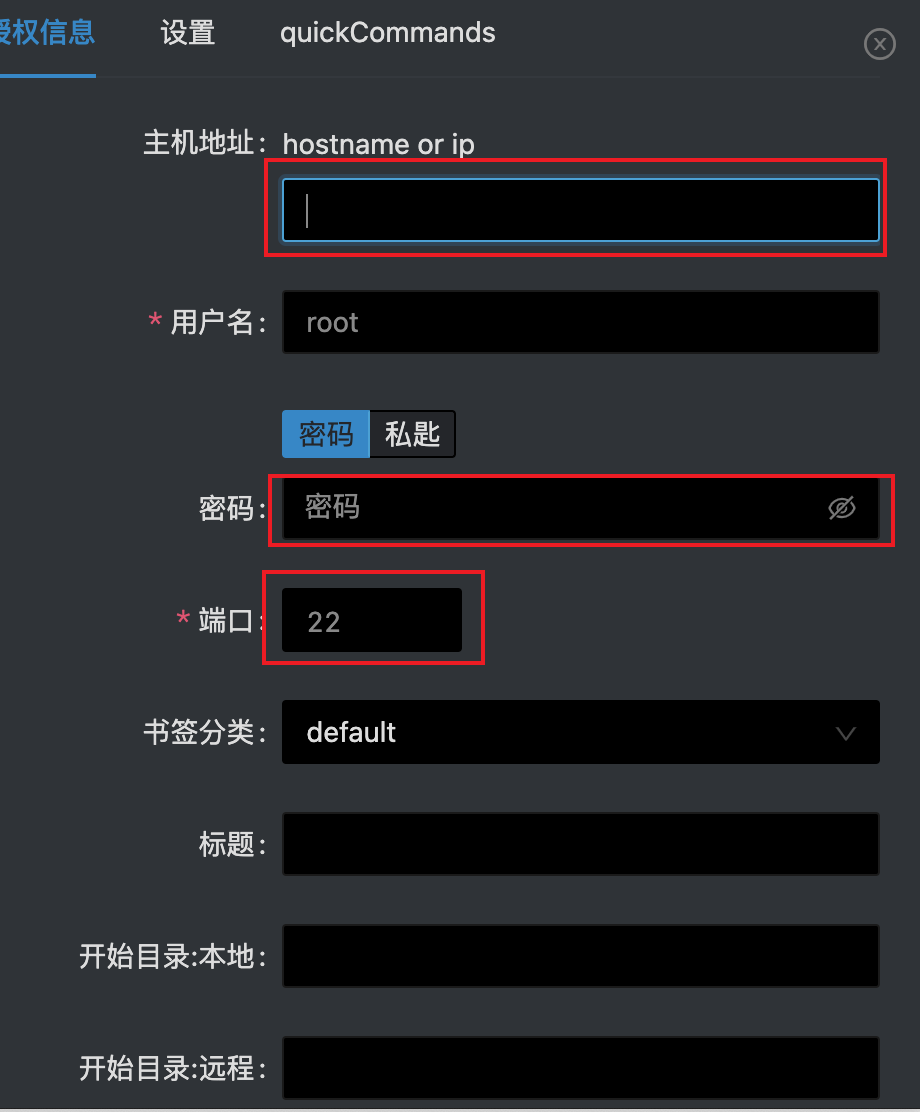 授权信息 设置 quickCommands
主机地址: hostname or ip
* 用户名: root
密码 私匙
密码: 密码
* 端口: 22
书签分类: default
标题:
开始目录:本地:
开始目录:远程: